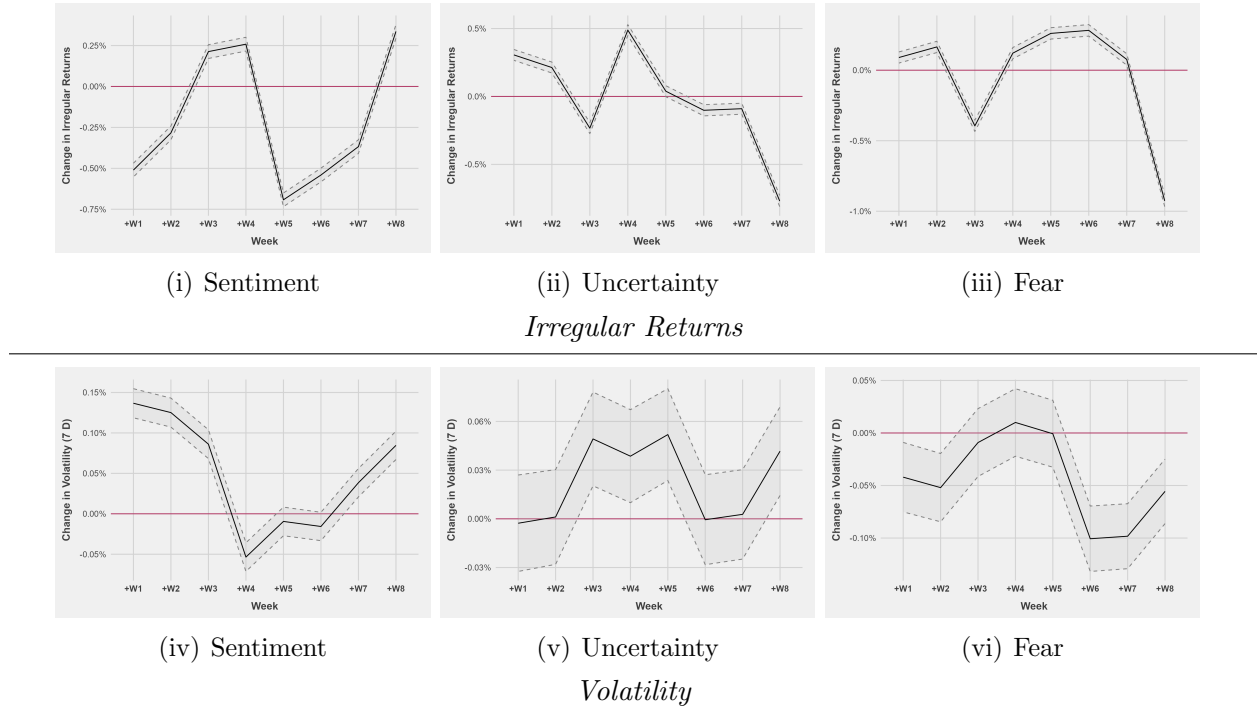 Change in Irregular Returns
0.25%
0.00%
-0.25%
-0.50%
-0.75%
+W1 +W2 +W3 +W4 +W5 +W6 +W7 +W8
Week
(i) Sentiment
Change in Irregular Returns
0.5%
0.0%
-0.5%
+W1 +W2 +W3 +W4 +W5 +W6 +W7 +W8
Week
(ii) Uncertainty
Change in Irregular Returns
0.0%
-0.5%
-1.0%
+W1 +W2 +W3 +W4 +W5 +W6 +W7 +W8
Week
(iii) Fear
Irregular Returns
Change in Volatility (7 D)
0.15%
0.10%
0.05%
0.00%
-0.05%
+W1 +W2 +W3 +W4 +W5 +W6 +W7 +W8
Week
(iv) Sentiment
Change in Volatility (7 D)
0.06%
0.03%
0.00%
-0.03%
+W1 +W2 +W3 +W4 +W5 +W6 +W7 +W8
Week
(v) Uncertainty
Change in Volatility (7 D)
0.05%
0.00%
-0.05%
-0.10%
+W1 +W2 +W3 +W4 +W5 +W6 +W7 +W8
Week
(vi) Fear
Volatility